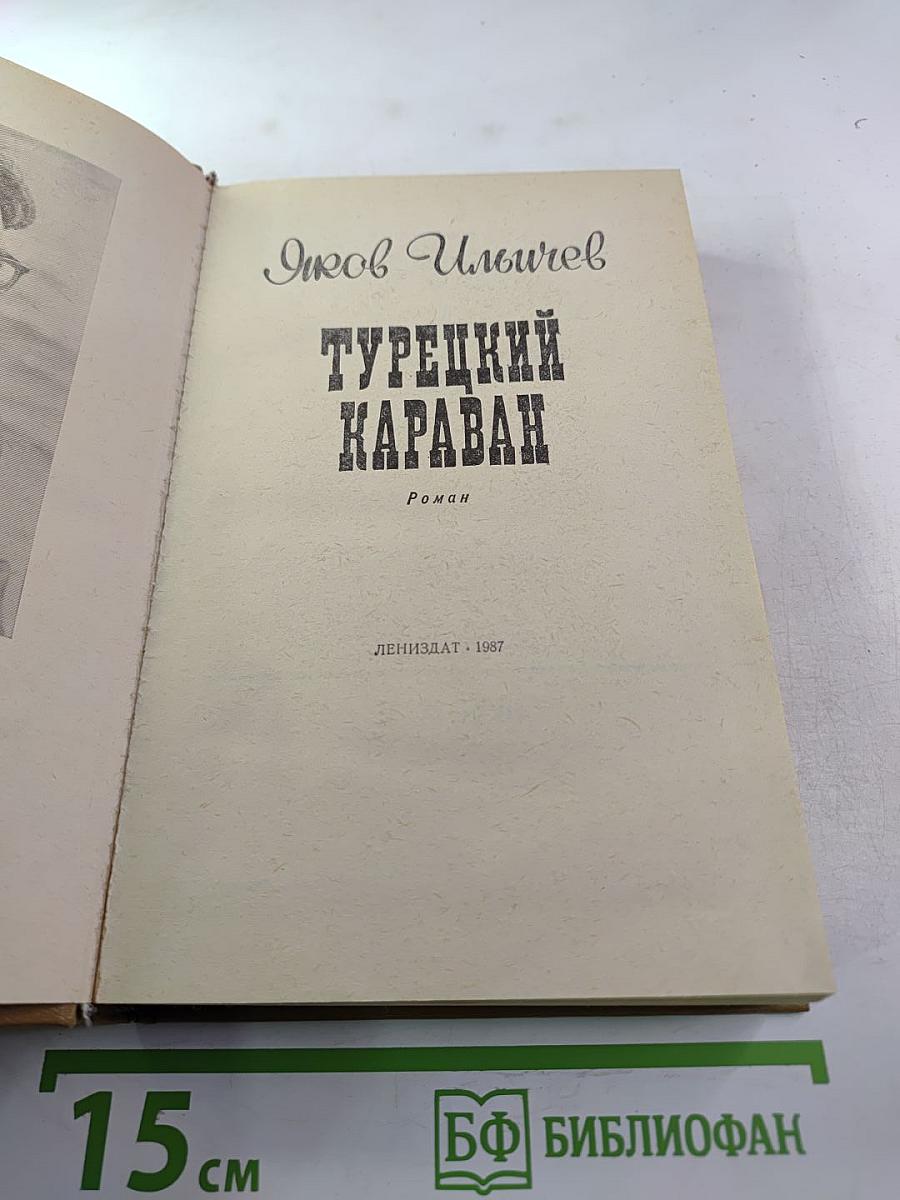 Яков Ильичев
ТУРЕЦКИЙ
КАРАВАН
Роман
ЛЕНИЗДАТ • 1987
15 см
БФ БИБЛИОФАН